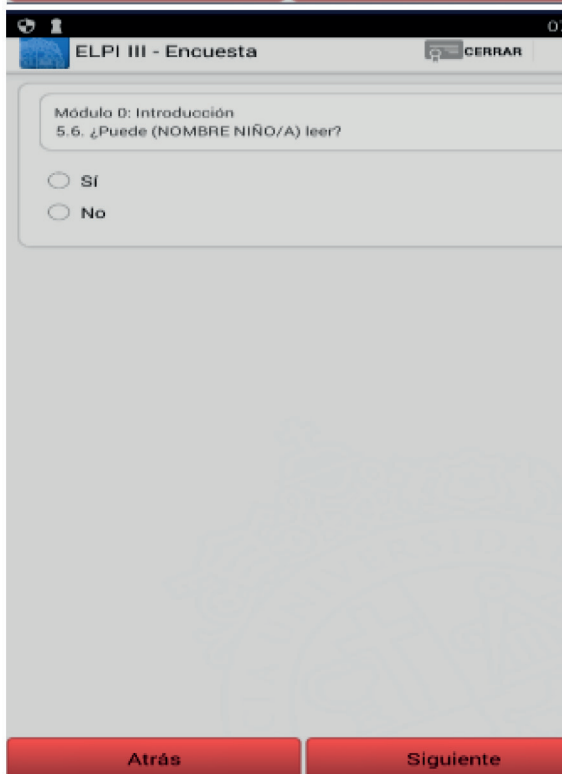 ELPI III - Encuesta
CERRAR
Módulo 0: Introducción
5.6. ¿Puede (NOMBRE NIÑO/A) leer?
Sí
No
Atrás
Siguiente